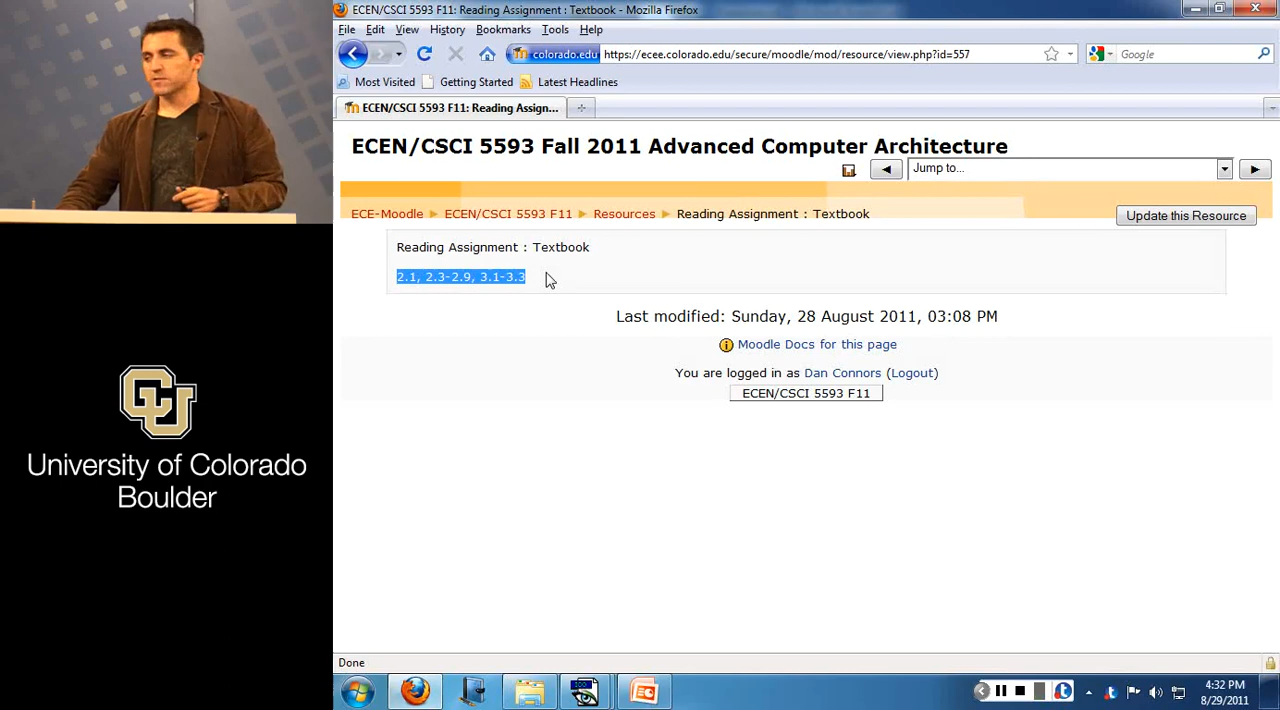 ECEN/CSCI 5593 F11: Reading Assignment : Textbook - Mozilla Firefox
File Edit View History Bookmarks Tools Help
colorado.edu https://ecee.colorado.edu/secure/moodle/mod/resource/view.php?id=557 Google
Most Visited Getting Started Latest Headlines
ECEN/CSCI 5593 F11: Reading Assign...
ECEN/CSCI 5593 Fall 2011 Advanced Computer Architecture
Jump to...
ECE-Moodle ECEN/CSCI 5593 F11 Resources Reading Assignment : Textbook Update this Resource
Reading Assignment : Textbook
2.1, 2.3-2.9, 3.1-3.3
Last modified: Sunday, 28 August 2011, 03:08 PM
Moodle Docs for this page
You are logged in as Dan Connors (Logout)
ECEN/CSCI 5593 F11
CU
University of Colorado
Boulder
Done
4:32 PM
8/29/2011